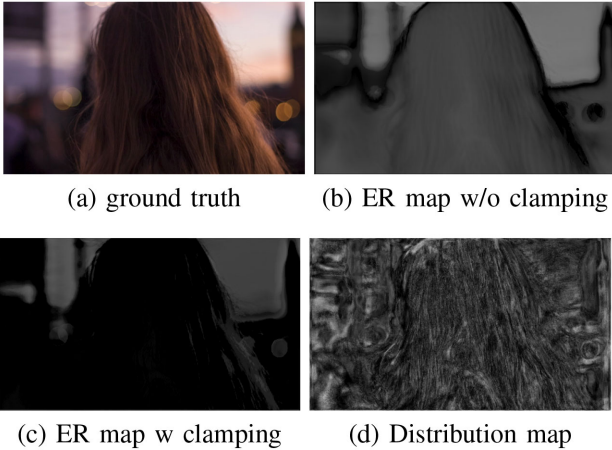 (a) ground truth
(b) ER map w/o clamping
(c) ER map w clamping
(d) Distribution map